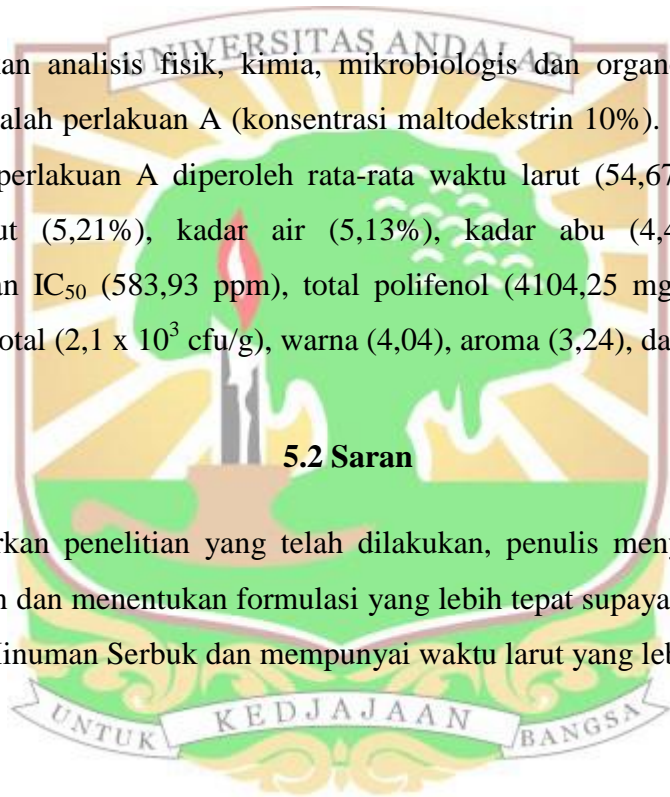 UNIVERSITAS ANDALAS
an analisis fisik, kimia, mikrobiologis dan organ
alah perlakuan A (konsentrasi maltodekstrin 10%).
perlakuan A diperoleh rata-rata waktu larut (54,67
ut (5,21%), kadar air (5,13%), kadar abu (4,4
n IC50 (583,93 ppm), total polifenol (4104,25 mg
otal (2,1 x 10³ cfu/g), warna (4,04), aroma (3,24), da
5.2 Saran
rkan penelitian yang telah dilakukan, penulis meny
n dan menentukan formulasi yang lebih tepat supaya
inuman Serbuk dan mempunyai waktu larut yang leb
UNTUK KEDJAJAAN BANGSA